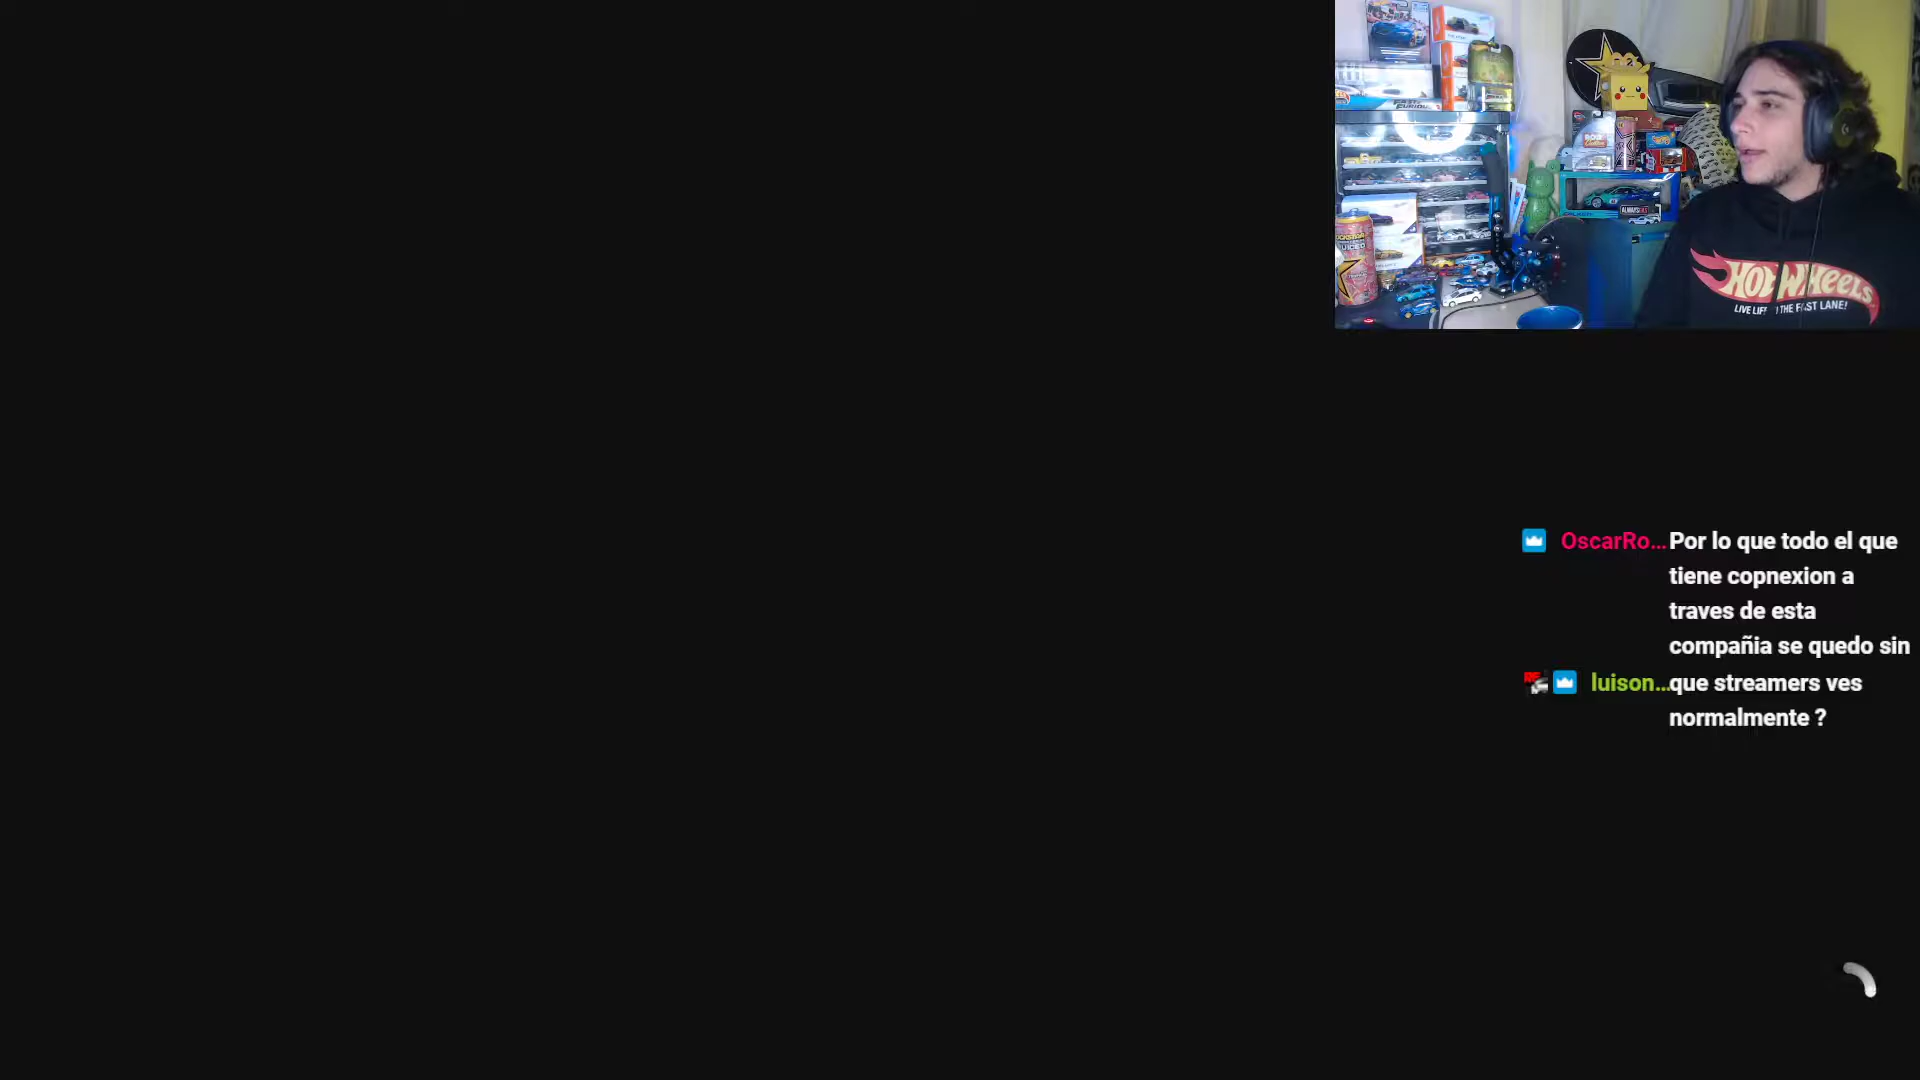 HOT WHEELS
LIVE LIFE IN THE FAST LANE!
OscarRo...Por lo que todo el que
tiene copnexion a
traves de esta
compañia se quedo sin
luison...que streamers ves
normalmente ?